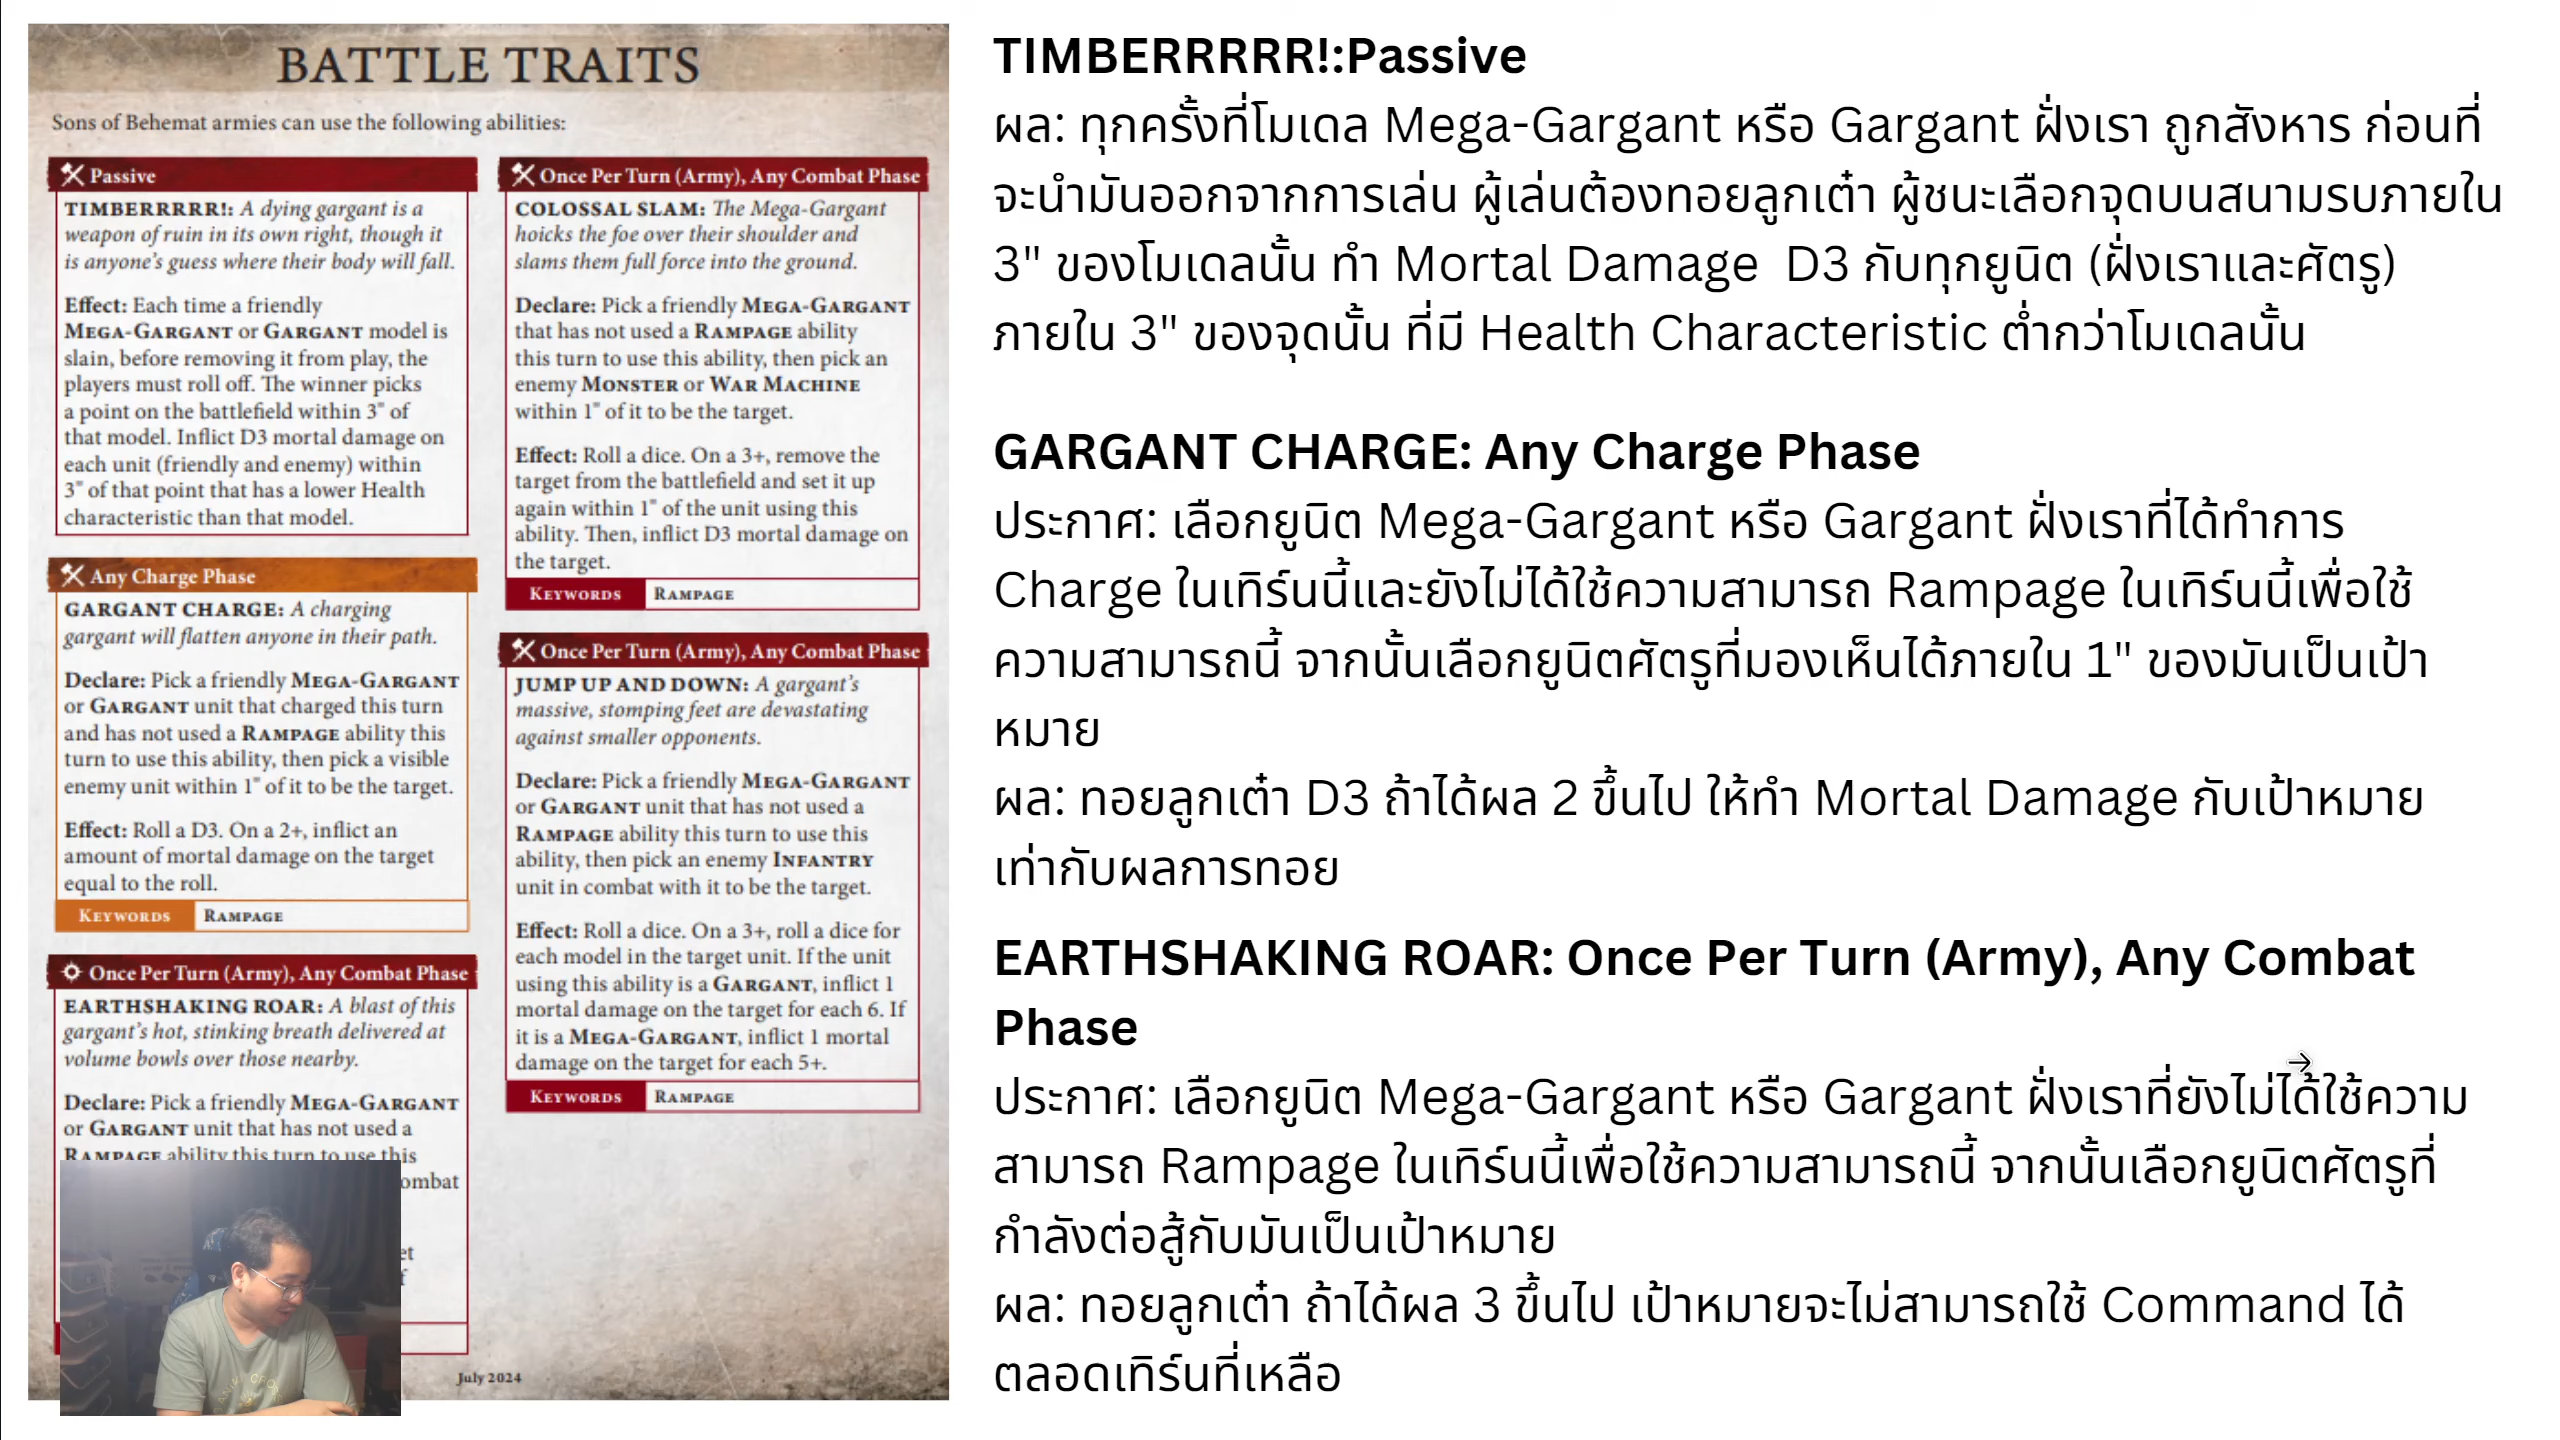 BATTLE TRAITS
Sons of Behemat armies can use the following abilities:
Passive
TIMBERRRRR!: A dying gargant is a
weapon of ruin in its own right, though it
is anyone's guess where their body will fall.
Effect: Each time a friendly
MEGA-GARGANT or GARGANT model is
slain, before removing it from play, the
players must roll off. The winner picks
a point on the battlefield within 3" of
that model. Inflict D3 mortal damage on
each unit (friendly and enemy) within
3" of that point that has a lower Health
characteristic than that model.
Any Charge Phase
GARGANT CHARGE: A charging
gargant will flatten anyone in their path.
Declare: Pick a friendly MEGA-GARGANT
or GARGANT unit that charged this turn
and has not used a RAMPAGE ability this
turn to use this ability, then pick a visible
enemy unit within 1" of it to be the target.
Effect: Roll a D3. On a 2+, inflict an
amount of mortal damage on the target
equal to the roll.
KEYWORDS RAMPAGE
Once Per Turn (Army), Any Combat Phase
EARTHSHAKING ROAR: A blast of this
gargant's hot, stinking breath delivered at
volume bowls over those nearby.
Declare: Pick a friendly MEGA-GARGANT
or GARGANT unit that has not used a
RAMPAGE ability this turn to use this
Once Per Turn (Army), Any Combat Phase
COLOSSAL SLAM: The Mega-Gargant
hoicks the foe over their shoulder and
slams them full force into the ground.
Declare: Pick a friendly MEGA-GARGANT
that has not used a RAMPAGE ability
this turn to use this ability, then pick an
enemy MONSTER or WAR MACHINE
within 1" of it to be the target.
Effect: Roll a dice. On a 3+, remove the
target from the battlefield and set it up
again within 1" of the unit using this
ability. Then, inflict D3 mortal damage on
the target.
KEYWORDS RAMPAGE
Once Per Turn (Army), Any Combat Phase
JUMP UP AND DOWN: A gargant's
massive, stomping feet are devastating
against smaller opponents.
Declare: Pick a friendly MEGA-GARGANT
or GARGANT unit that has not used a
RAMPAGE ability this turn to use this
ability, then pick an enemy INFANTRY
unit in combat with it to be the target.
Effect: Roll a dice. On a 3+, roll a dice for
each model in the target unit. If the unit
using this ability is a GARGANT, inflict 1
mortal damage on the target for each 6. If
it is a MEGA-GARGANT, inflict 1 mortal
damage on the target for each 5+.
KEYWORDS RAMPAGE
July 2024
TIMBERRRRR!:Passive
ผล: ทุกครั้งที่โมเดล Mega-Gargant หรือ Gargant ฝั่งเรา ถูกสังหาร ก่อนที่
จะนำมันออกจากการเล่น ผู้เล่นต้องทอยลูกเต๋า ผู้ชนะเลือกจุดบนสนามรบภายใน
3" ของโมเดลนั้น ทำ Mortal Damage D3 กับทุกยูนิต (ฝั่งเราและศัตรู)
ภายใน 3" ของจุดนั้น ที่มี Health Characteristic ต่ำกว่าโมเดลนั้น
GARGANT CHARGE: Any Charge Phase
ประกาศ: เลือกยูนิต Mega-Gargant หรือ Gargant ฝั่งเราที่ได้ทำการ
Charge ในเทิร์นนี้และยังไม่ได้ใช้ความสามารถ Rampage ในเทิร์นนี้เพื่อใช้
ความสามารถนี้ จากนั้นเลือกยูนิตศัตรูที่มองเห็นได้ภายใน 1" ของมันเป็นเป้า
หมาย
ผล: ทอยลูกเต๋า D3 ถ้าได้ผล 2 ขึ้นไป ให้ทำ Mortal Damage กับเป้าหมาย
เท่ากับผลการทอย
EARTHSHAKING ROAR: Once Per Turn (Army), Any Combat
Phase
ประกาศ: เลือกยูนิต Mega-Gargant หรือ Gargant ฝั่งเราที่ยังไม่ได้ใช้ความ
สามารถ Rampage ในเทิร์นนี้เพื่อใช้ความสามารถนี้ จากนั้นเลือกยูนิตศัตรูที่
กำลังต่อสู้กับมันเป็นเป้าหมาย
ผล: ทอยลูกเต๋า ถ้าได้ผล 3 ขึ้นไป เป้าหมายจะไม่สามารถใช้ Command ได้
ตลอดเทิร์นที่เหลือ